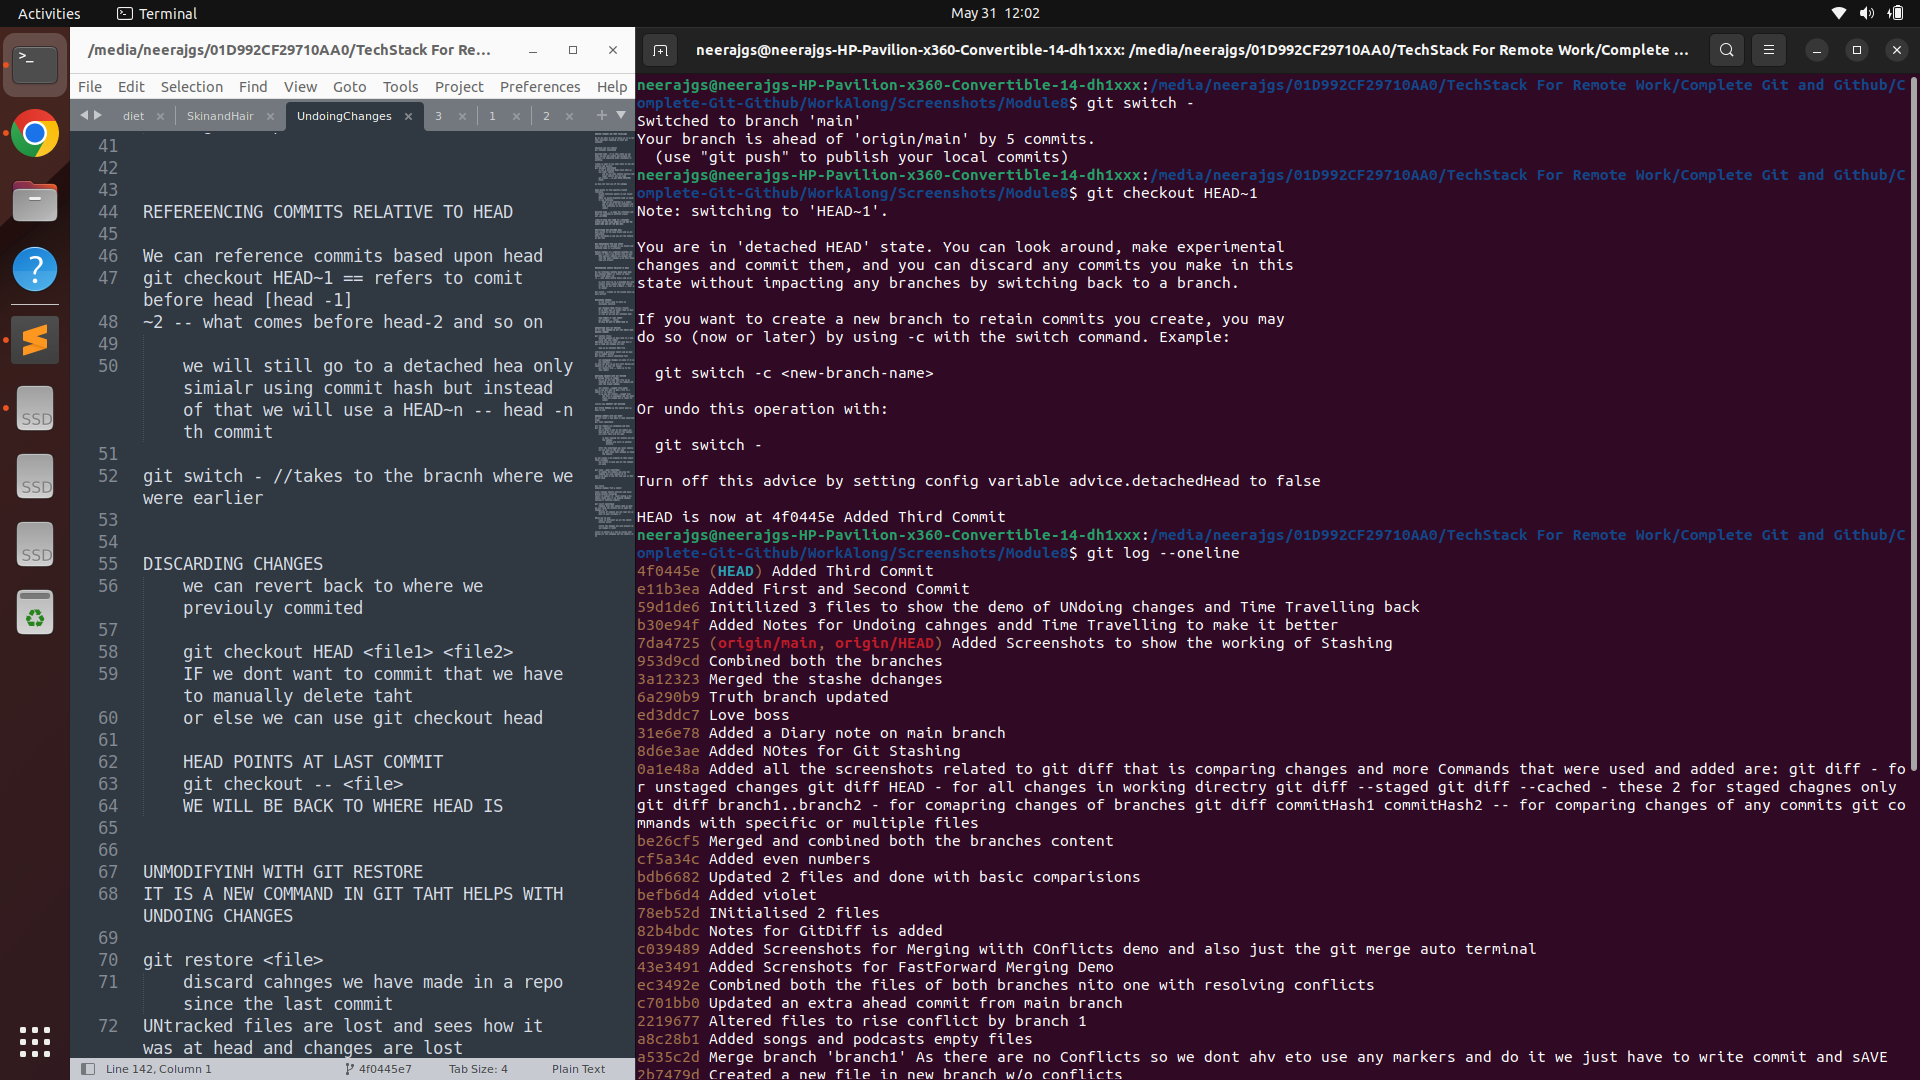 Activities
Terminal
May 31 12:02
/media/neerajgs/01D992CF29710AA0/TechStack For Re...
File Edit Selection Find View Goto Tools Project Preferences Help
diet SkinandHair UndoingChanges 3 1 2
41
42
43
44 REFEREENCING COMMITS RELATIVE TO HEAD
45
46 We can reference commits based upon head
47 git checkout HEAD~1 == refers to comit
before head [head -1]
48 ~2 -- what comes before head-2 and so on
49
50 we will still go to a detached hea only
simialr using commit hash but instead
of that we will use a HEAD~n -- head -n
th commit
51
52 git switch - //takes to the bracnh where we
were earlier
53
54
55 DISCARDING CHANGES
56 we can revert back to where we
previouly commited
57
58 git checkout HEAD <file1> <file2>
59 IF we dont want to commit that we have
to manually delete taht
60 or else we can use git checkout head
61
62 HEAD POINTS AT LAST COMMIT
63 git checkout -- <file>
64 WE WILL BE BACK TO WHERE HEAD IS
65
66
67 UNMODIFYINH WITH GIT RESTORE
68 IT IS A NEW COMMAND IN GIT TAHT HELPS WITH
UNDOING CHANGES
69
70 git restore <file>
71 discard cahnges we have made in a repo
since the last commit
72 UNtracked files are lost and sees how it
was at head and changes are lost
Line 142, Column 1 4f0445e7 Tab Size: 4 Plain Text
SSD
SSD
SSD
neerajgs@neerajgs-HP-Pavilion-x360-Convertible-14-dh1xxx: /media/neerajgs/01D992CF29710AA0/TechStack For Remote Work/Complete ...
neerajgs@neerajgs-HP-Pavilion-x360-Convertible-14-dh1xxx:/media/neerajgs/01D992CF29710AA0/TechStack For Remote Work/Complete Git and Github/C
omplete-Git-Github/WorkAlong/Screenshots/Module8$ git switch -
Switched to branch 'main'
Your branch is ahead of 'origin/main' by 5 commits.
(use "git push" to publish your local commits)
neerajgs@neerajgs-HP-Pavilion-x360-Convertible-14-dh1xxx:/media/neerajgs/01D992CF29710AA0/TechStack For Remote Work/Complete Git and Github/C
omplete-Git-Github/WorkAlong/Screenshots/Module8$ git checkout HEAD~1
Note: switching to 'HEAD~1'.

You are in 'detached HEAD' state. You can look around, make experimental
changes and commit them, and you can discard any commits you make in this
state without impacting any branches by switching back to a branch.

If you want to create a new branch to retain commits you create, you may
do so (now or later) by using -c with the switch command. Example:

git switch -c <new-branch-name>

Or undo this operation with:

git switch -

Turn off this advice by setting config variable advice.detachedHead to false

HEAD is now at 4f0445e Added Third Commit
neerajgs@neerajgs-HP-Pavilion-x360-Convertible-14-dh1xxx:/media/neerajgs/01D992CF29710AA0/TechStack For Remote Work/Complete Git and Github/C
omplete-Git-Github/WorkAlong/Screenshots/Module8$ git log --oneline
4f0445e (HEAD) Added Third Commit
e11b3ea Added First and Second Commit
59d1de6 Initilized 3 files to show the demo of UNdoing changes and Time Travelling back
b30e94f Added Notes for Undoing cahnges andd Time Travelling to make it better
7da4725 (origin/main, origin/HEAD) Added Screenshots to show the working of Stashing
953d9cd Combined both the branches
3a12323 Merged the stashe dchanges
6a290b9 Truth branch updated
ed3ddc7 Love boss
31e6e78 Added a Diary note on main branch
8d6e3ae Added NOtes for Git Stashing
0a1e48a Added all the screenshots related to git diff that is comparing changes and more Commands that were used and added are: git diff - fo
r unstaged changes git diff HEAD - for all changes in working directry git diff --staged git diff --cached - these 2 for staged chagnes only
git diff branch1..branch2 - for comapring changes of branches git diff commitHash1 commitHash2 -- for comparing changes of any commits git co
mmands with specific or multiple files
be26cf5 Merged and combined both the branches content
cf5a34c Added even numbers
bdb6682 Updated 2 files and done with basic comparisions
befb6d4 Added violet
78eb52d INitialised 2 files
82b4bdc Notes for GitDiff is added
c039489 Added Screenshots for Merging wiith COnflicts demo and also just the git merge auto terminal
43e3491 Added Screnshots for FastForward Merging Demo
ec3492e Combined both the files of both branches nito one with resolving conflicts
c701bb0 Updated an extra ahead commit from main branch
2219677 Altered files to rise conflict by branch 1
a8c28b1 Added songs and podcasts empty files
a535c2d Merge branch 'branch1' As there are no Conflicts so we dont ahv eto use any markers and do it we just have to write commit and sAVE
2b7479d Created a new file in new branch w/o conflicts